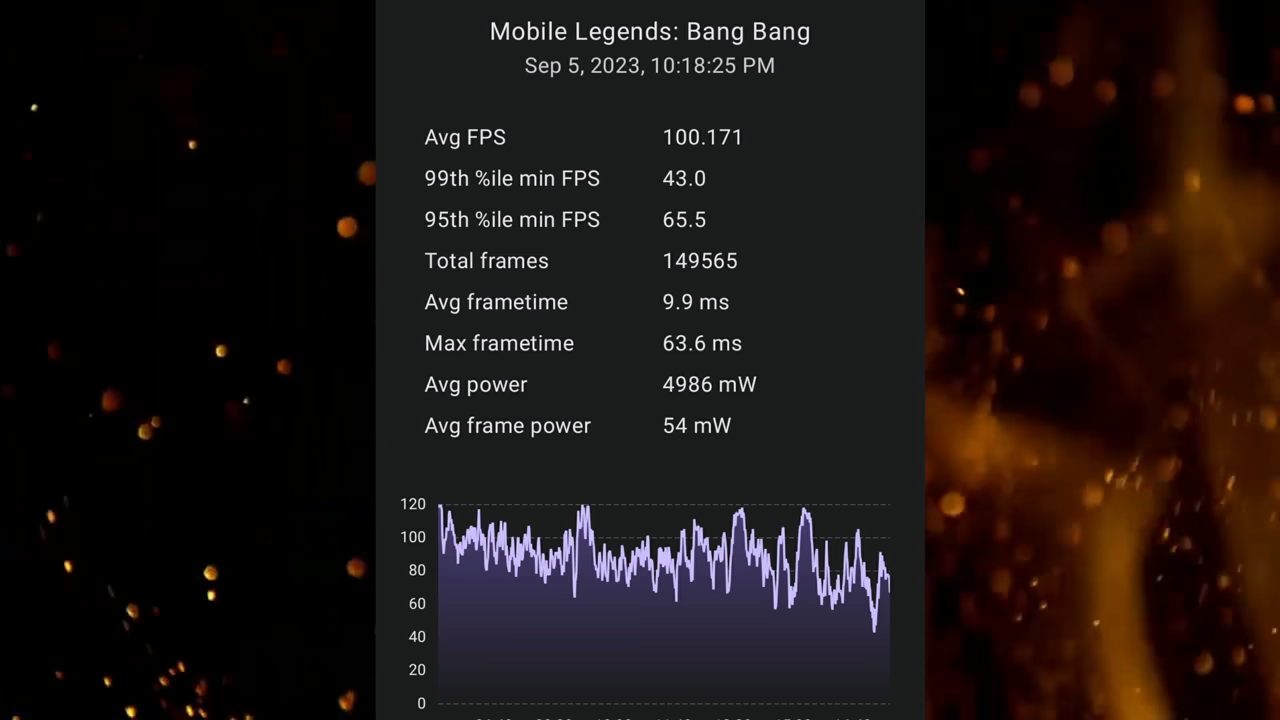 Mobile Legends: Bang Bang
Sep 5, 2023, 10:18:25 PM
Avg FPS 100.171
99th %ile min FPS 43.0
95th %ile min FPS 65.5
Total frames 149565
Avg frametime 9.9 ms
Max frametime 63.6 ms
Avg power 4986 mW
Avg frame power 54 mW
120
100
80
60
40
20
0